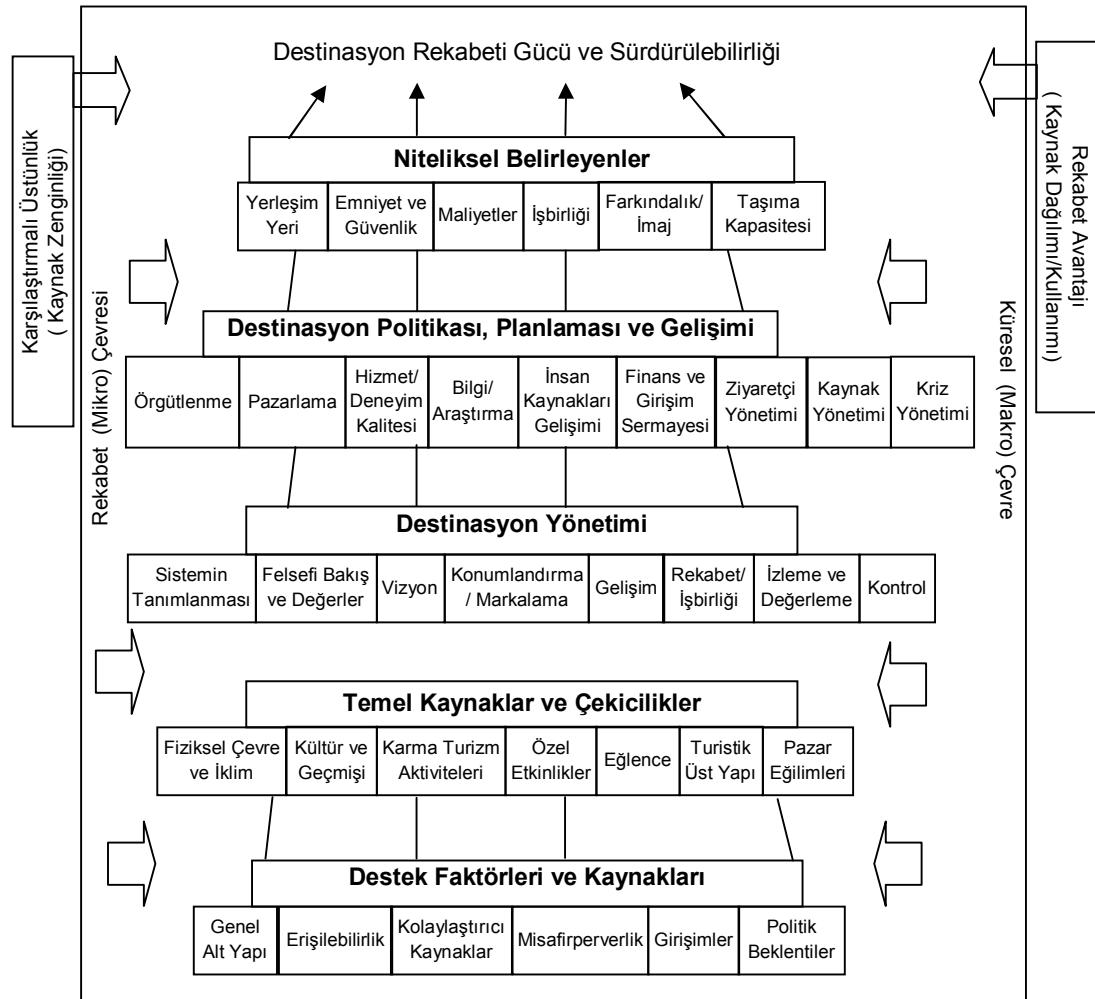 Destinasyon Rekabeti Gücü ve Sürdürülebilirliği
Karşılaştırmalı Üstünlük
( Kaynak Zenginliği)
Rekabet (Mikro) Çevresi
Niteliksel Belirleyenler
Yerleşim
Yeri
Emniyet ve
Güvenlik
Maliyetler
İşbirliği
Farkındalık/
İmaj
Taşıma
Kapasitesi
Destinasyon Politikası, Planlaması ve Gelişimi
Örgütlenme
Pazarlama
Hizmet/
Deneyim
Kalitesi
Bilgi/
Araştırma
İnsan
Kaynakları
Gelişimi
Finans ve
Girişim
Sermayesi
Ziyaretçi
Yönetimi
Kaynak
Yönetimi
Kriz
Yönetimi
Destinasyon Yönetimi
Sistemin
Tanımlanması
Felsefi Bakış
ve Değerler
Vizyon
Konumlandırma
/ Markalama
Gelişim
Rekabet/
İşbirliği
İzleme ve
Değerleme
Kontrol
Temel Kaynaklar ve Çekicilikler
Fiziksel Çevre
ve İklim
Kültür ve
Geçmişi
Karma Turizm
Aktiviteleri
Özel
Etkinlikler
Eğlence
Turistik
Üst Yapı
Pazar
Eğilimleri
Destek Faktörleri ve Kaynakları
Genel
Alt Yapı
Erişilebilirlik
Kolaylaştırıcı
Kaynaklar
Misafirperverlik
Girişimler
Politik
Beklentiler
Küresel (Makro) Çevre
Rekabet Avantajı
( Kaynak Dağılımı/Kullanımı)